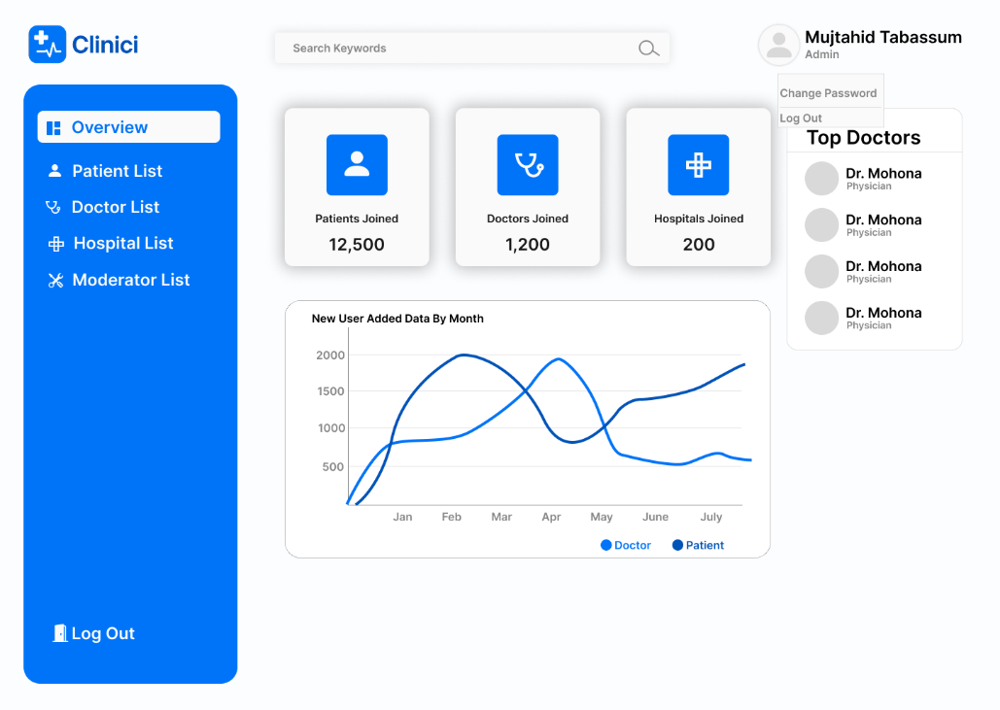 Clinici
Search Keywords
Mujtahid Tabassum
Admin
Change Password
Log Out
Overview
Patient List
Doctor List
Hospital List
Moderator List
Log Out
Patients Joined
12,500
Doctors Joined
1,200
Hospitals Joined
200
Top Doctors
Dr. Mohona
Physician
Dr. Mohona
Physician
Dr. Mohona
Physician
Dr. Mohona
Physician
New User Added Data By Month
2000
1500
1000
500
Jan Feb Mar Apr May June July
Doctor Patient